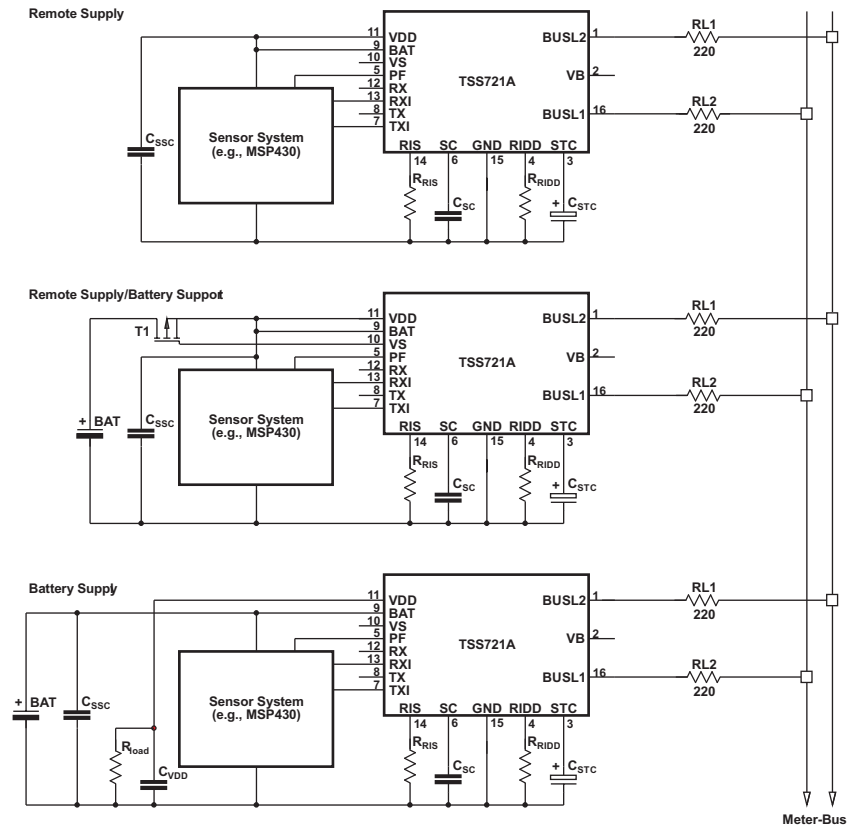 Remote Supply
11 VDD
9 BAT
10 VS
5 PF
12 RX
13 RXI
8 TX
7 TXI
TSS721A
BUSL2 1
VB 2
BUSL1 16
RL1
220
RL2
220
RIS SC GND RIDD STC
14 6 15 4 3
Sensor System
(e.g., MSP430)
CSSC
RRIS
CSC
RRIDD
+ CSTC
Remote Supply/Battery Support
T1
11 VDD
9 BAT
10 VS
5 PF
12 RX
13 RXI
8 TX
7 TXI
TSS721A
BUSL2 1
VB 2
BUSL1 16
RL1
220
RL2
220
RIS SC GND RIDD STC
14 6 15 4 3
Sensor System
(e.g., MSP430)
+ BAT
CSSC
RRIS
CSC
RRIDD
+ CSTC
Battery Supply
11 VDD
9 BAT
10 VS
5 PF
12 RX
13 RXI
8 TX
7 TXI
TSS721A
BUSL2 1
VB 2
BUSL1 16
RL1
220
RL2
220
RIS SC GND RIDD STC
14 6 15 4 3
Sensor System
(e.g., MSP430)
+ BAT
CSSC
Rload
CVDD
RRIS
CSC
RRIDD
+ CSTC
Meter-Bus